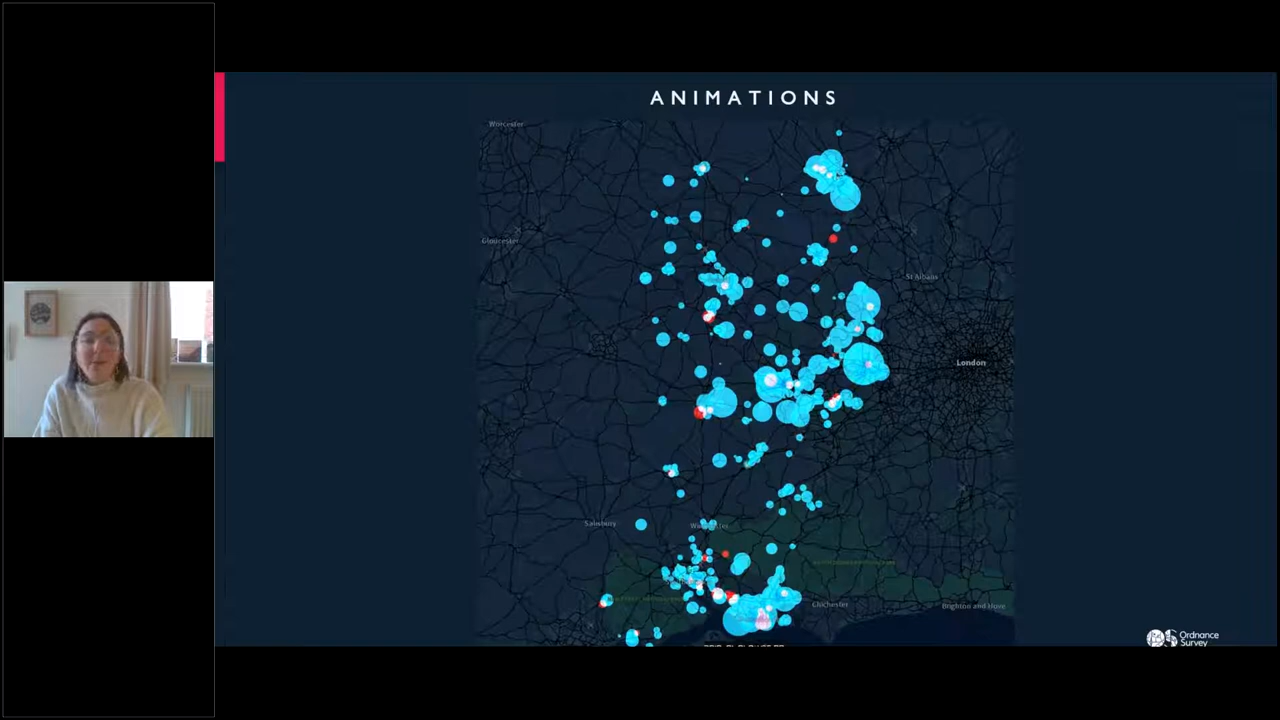 ANIMATIONS
Worcester
Gloucester
St Albans
London
Salisbury
Chichester
Brighton and Hove
Ordnance
Survey